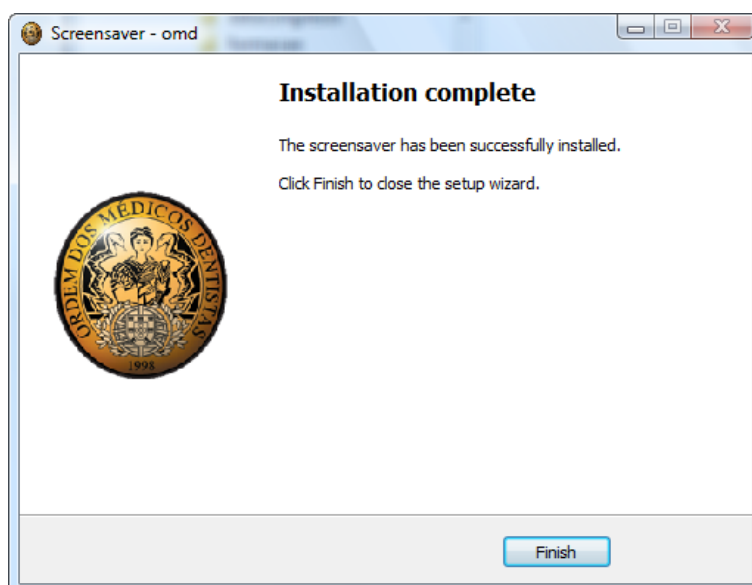 Screensaver - omd
Installation complete
The screensaver has been successfully installed.
Click Finish to close the setup wizard.
ORDEM DOS MÉDICOS DENTISTAS
1998
Finish